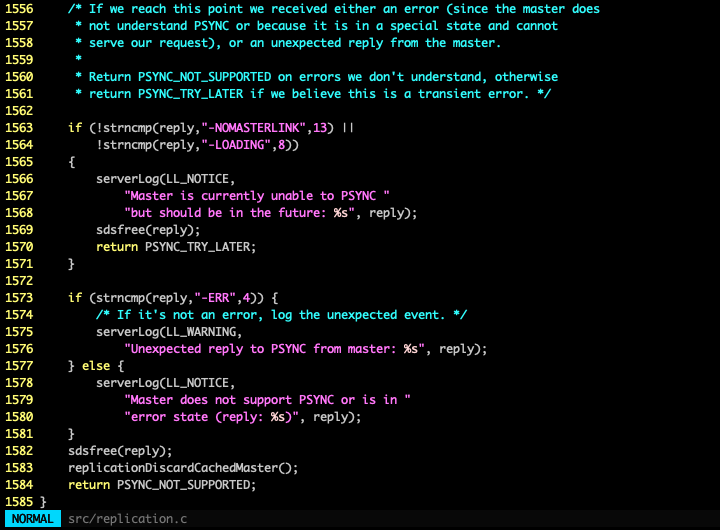 1556     /* If we reach this point we received either an error (since the master does
1557      * not understand PSYNC or because it is in a special state and cannot
1558      * serve our request), or an unexpected reply from the master.
1559      *
1560      * Return PSYNC_NOT_SUPPORTED on errors we don't understand, otherwise
1561      * return PSYNC_TRY_LATER if we believe this is a transient error. */
1562
1563     if (!strncmp(reply,"-NOMASTERLINK",13) ||
1564         !strncmp(reply,"-LOADING",8))
1565     {
1566         serverLog(LL_NOTICE,
1567             "Master is currently unable to PSYNC "
1568             "but should be in the future: %s", reply);
1569         sdsfree(reply);
1570         return PSYNC_TRY_LATER;
1571     }
1572
1573     if (strncmp(reply,"-ERR",4)) {
1574         /* If it's not an error, log the unexpected event. */
1575         serverLog(LL_WARNING,
1576             "Unexpected reply to PSYNC from master: %s", reply);
1577     } else {
1578         serverLog(LL_NOTICE,
1579             "Master does not support PSYNC or is in "
1580             "error state (reply: %s)", reply);
1581     }
1582     sdsfree(reply);
1583     replicationDiscardCachedMaster();
1584     return PSYNC_NOT_SUPPORTED;
1585 }
NORMAL src/replication.c